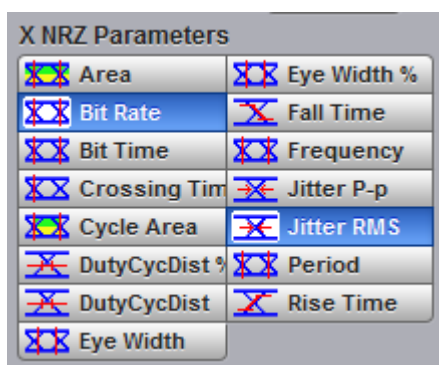 X NRZ Parameters
Area
Eye Width %
Bit Rate
Fall Time
Bit Time
Frequency
Crossing Tim
Jitter P-p
Cycle Area
Jitter RMS
DutyCycDist %
Period
DutyCycDist
Rise Time
Eye Width